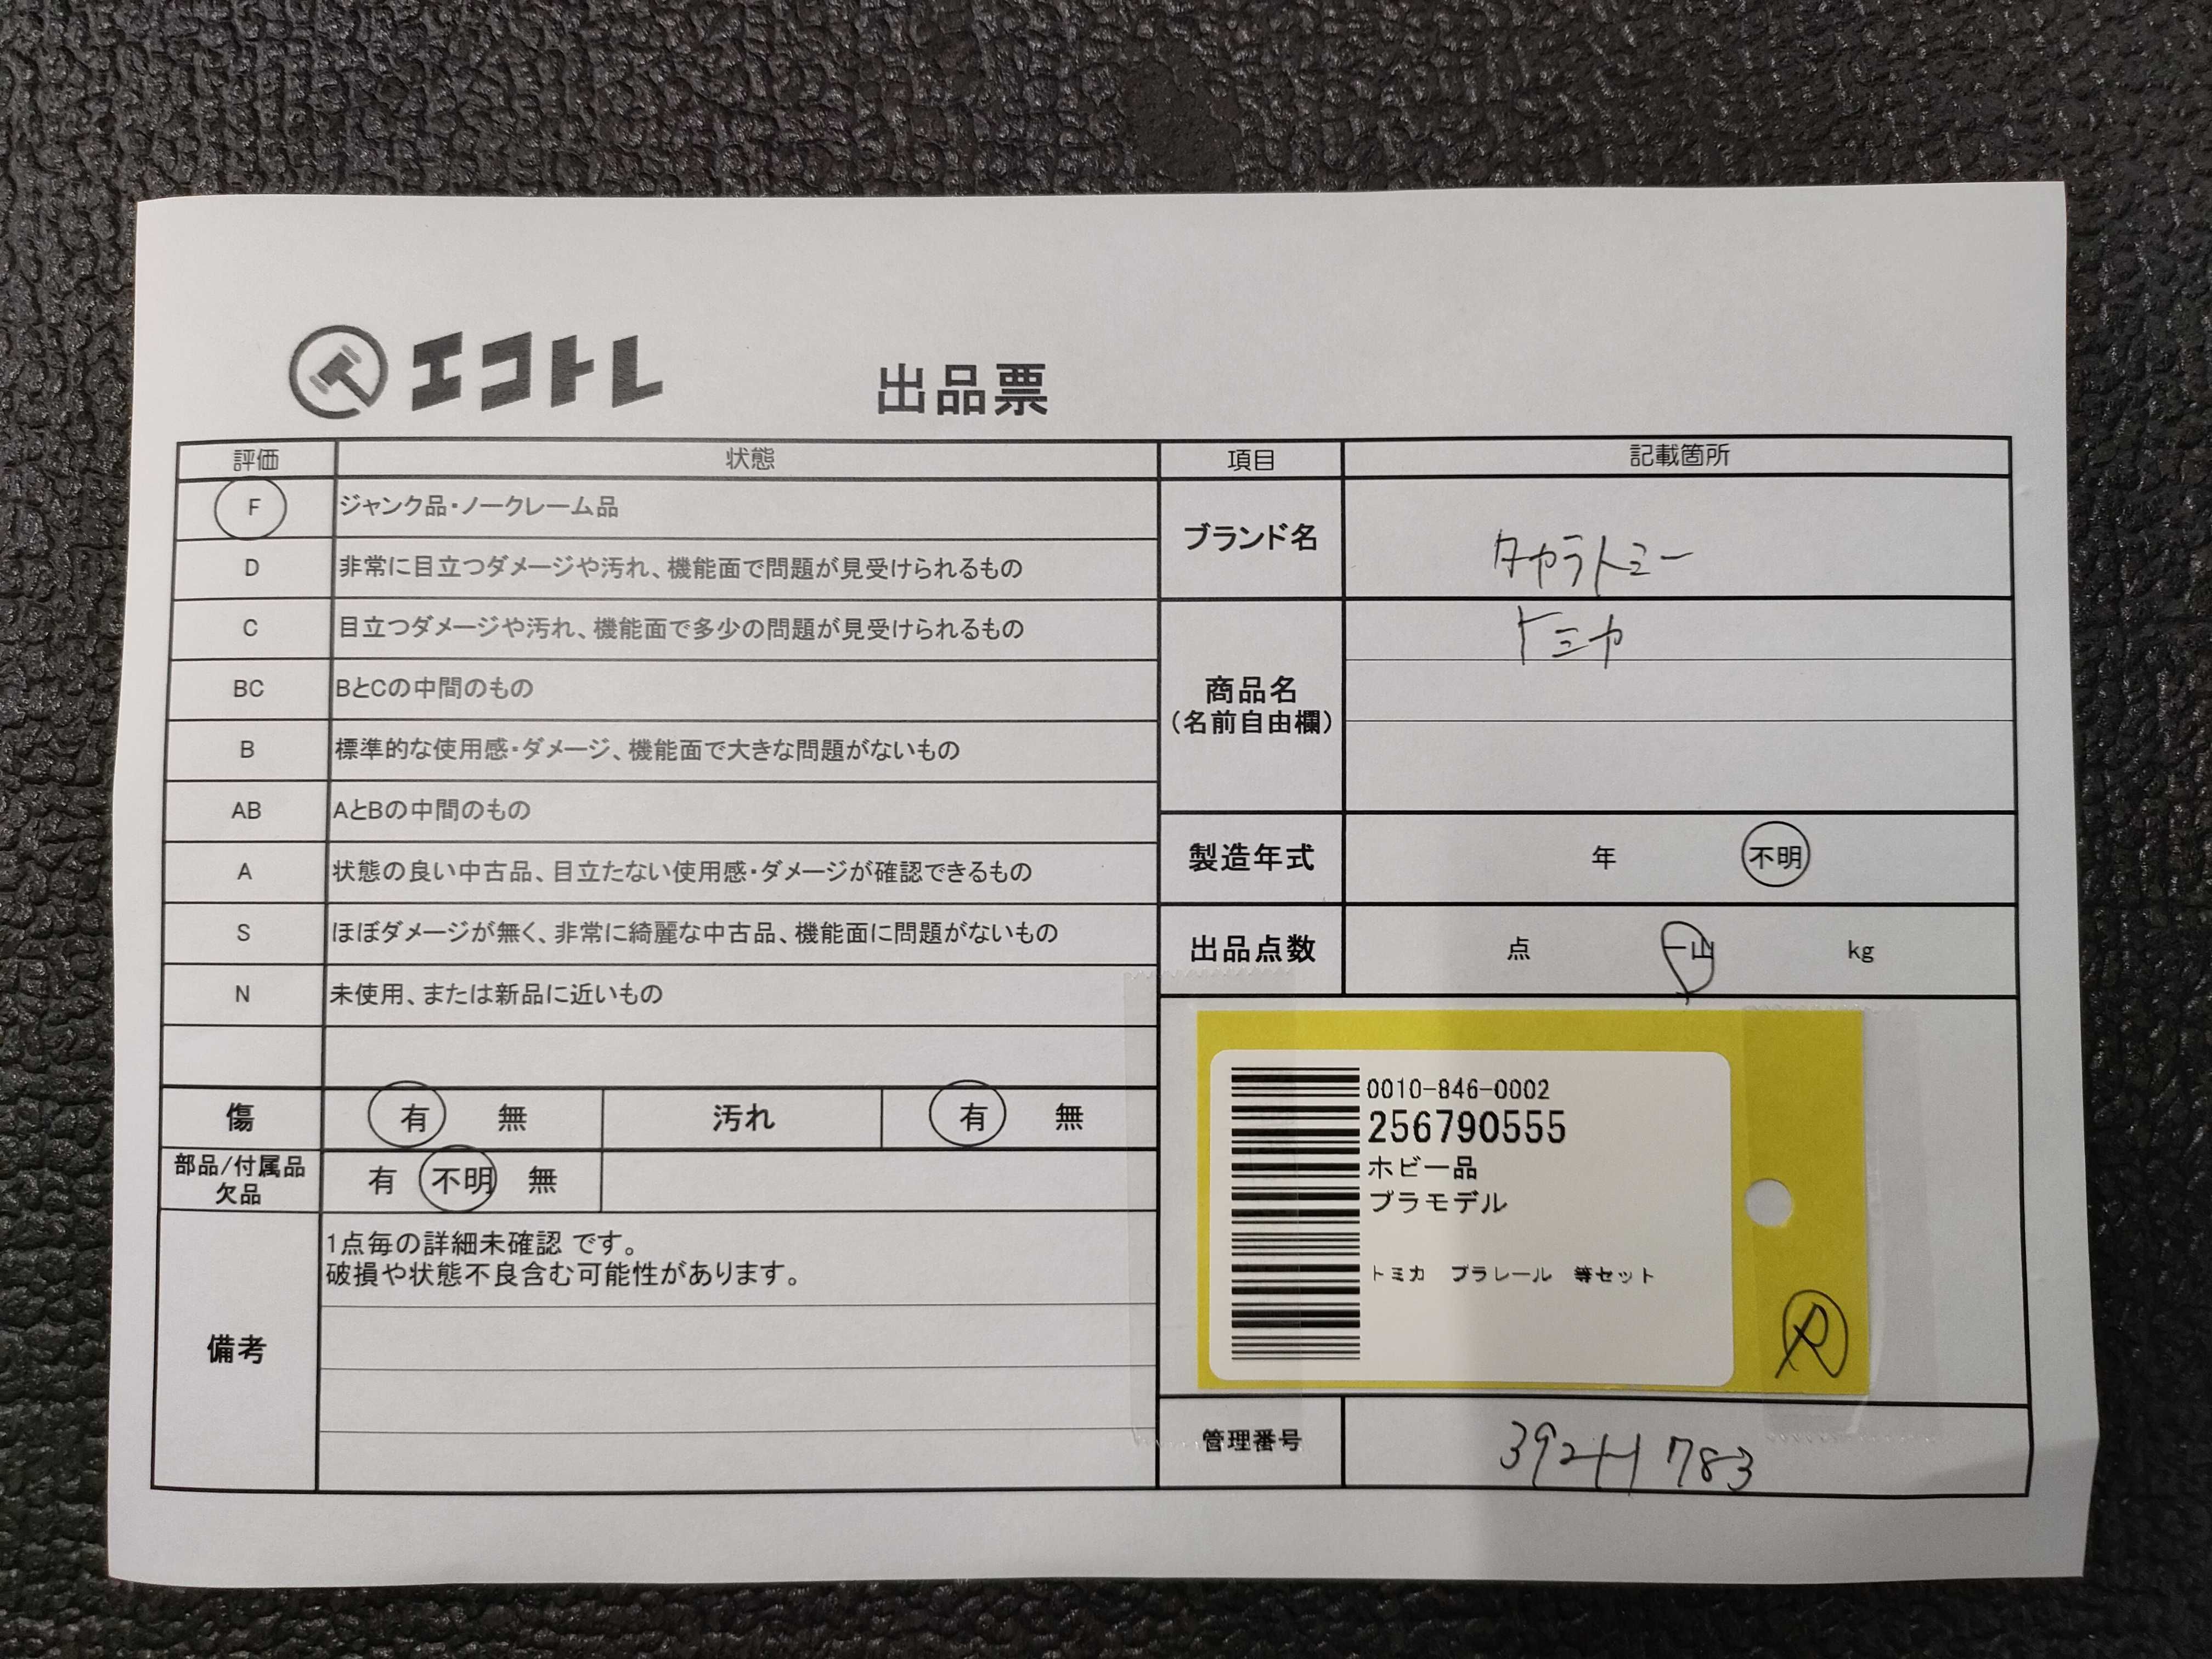 エコトレ 出品票
評価 状態
F ジャンク品・ノークレーム品
D 非常に目立つダメージや汚れ、機能面で問題が見受けられるもの
C 目立つダメージや汚れ、機能面で多少の問題が見受けられるもの
BC BとCの中間のもの
B 標準的な使用感・ダメージ、機能面で大きな問題がないもの
AB AとBの中間のもの
A 状態の良い中古品、目立たない使用感・ダメージが確認できるもの
S ほぼダメージが無く、非常に綺麗な中古品、機能面に問題がないもの
N 未使用、または新品に近いもの
傷 有 無 汚れ 有 無
部品/付属品
欠品
有 不明 無
備考
1点毎の詳細未確認 です。
破損や状態不良含む可能性があります。
項目 記載箇所
ブランド名 タカラトミー
商品名
(名前自由欄)
トミカ
製造年式 年 不明
出品点数 点 一山 kg
0010-846-0002
256790555
ホビー品
プラモデル
トミカ プラレール 等セット
管理番号